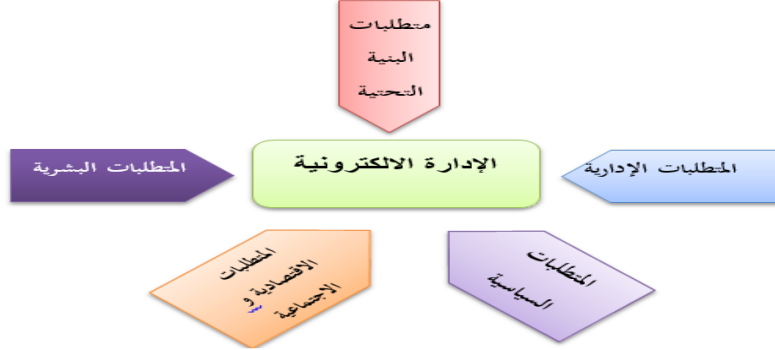 متطلبات
البنية
التحتية
الإدارة الالكترونية
المتطلبات الإدارية
المتطلبات البشرية
المتطلبات
السياسية
المتطلبات
الاقتصادية و
الاجتماعية